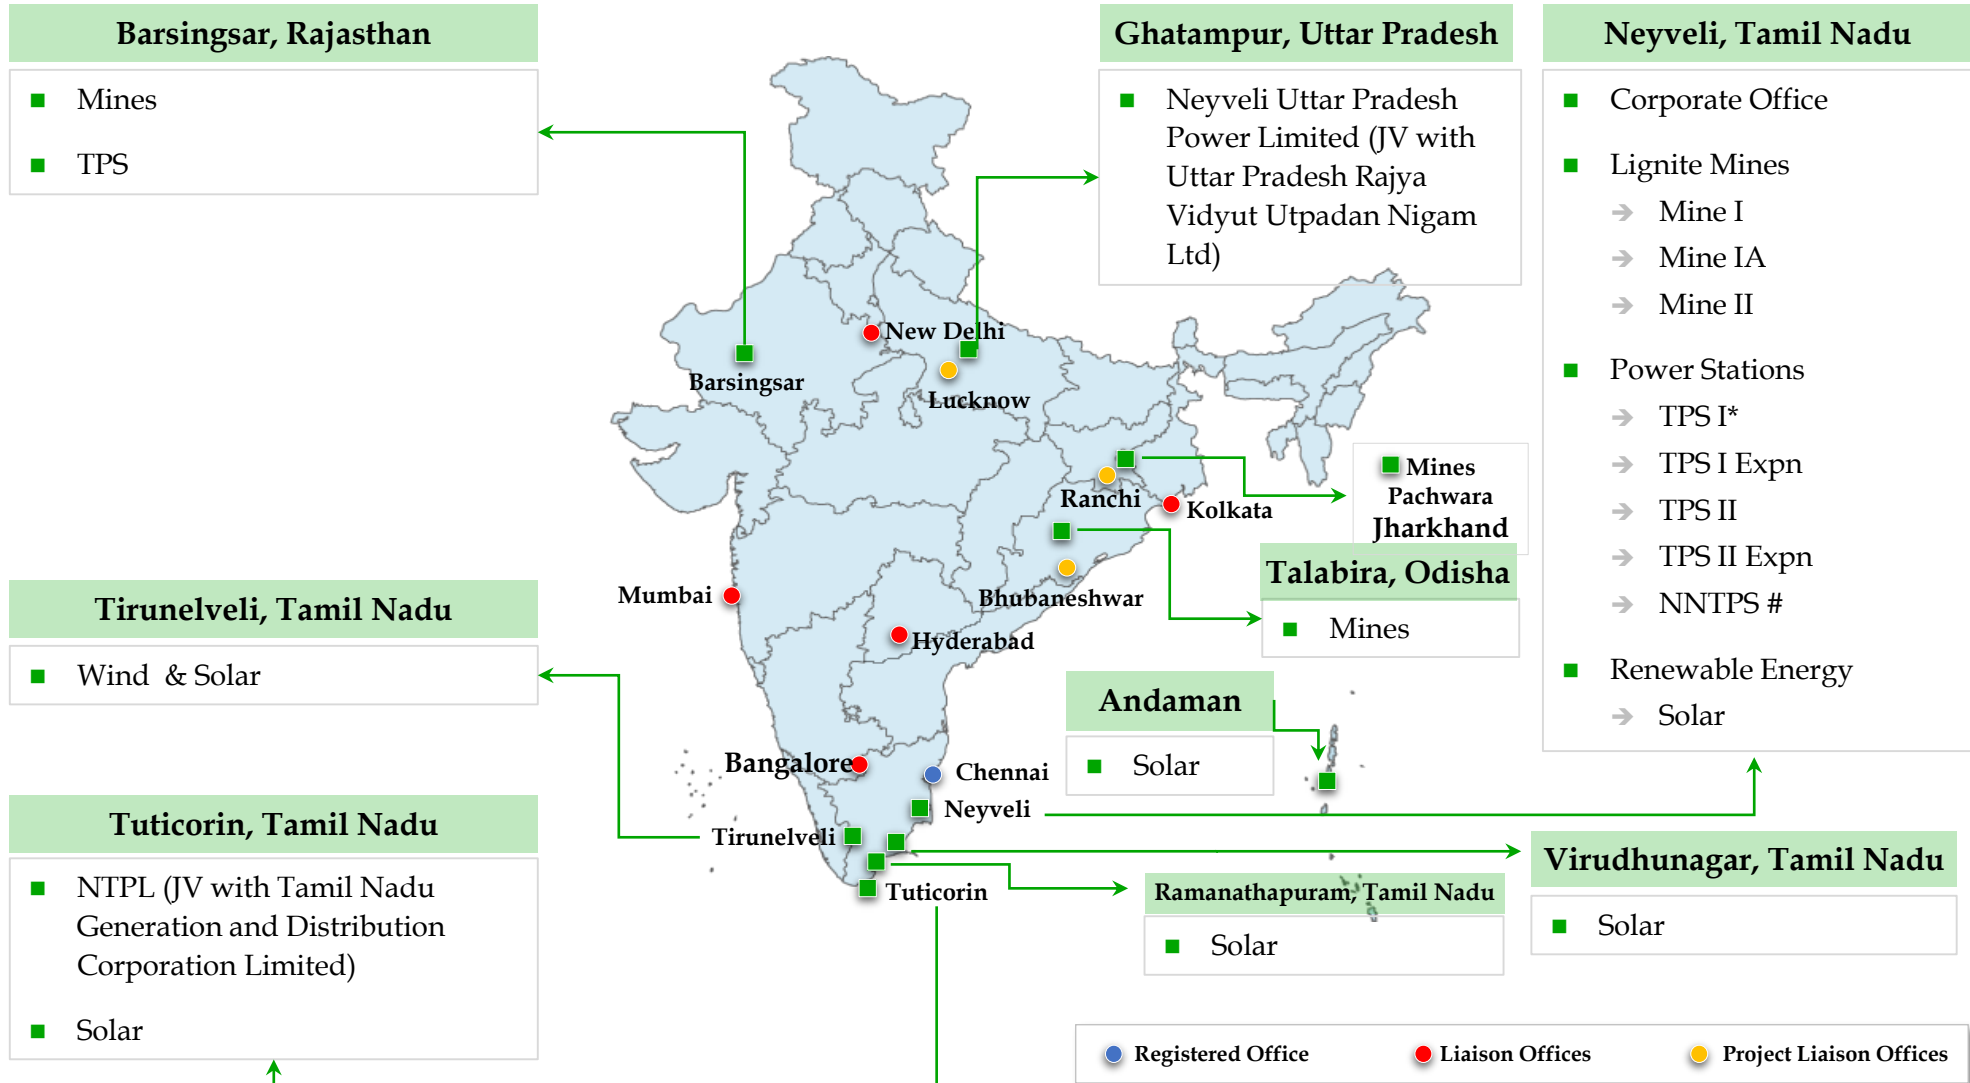 Barsingsar, Rajasthan
Mines
TPS
Ghatampur, Uttar Pradesh
Neyveli Uttar Pradesh
Power Limited (JV with
Uttar Pradesh Rajya
Vidyut Utpadan Nigam
Ltd)
Neyveli, Tamil Nadu
Corporate Office
Lignite Mines
Mine I
Mine IA
Mine II
Power Stations
TPS I*
TPS I Expn
TPS II
TPS II Expn
NNTPS #
Renewable Energy
Solar
New Delhi
Barsingsar
Lucknow
Ranchi
Kolkata
Mines
Pachwara
Jharkhand
Talabira, Odisha
Mines
Bhubaneshwar
Mumbai
Hyderabad
Tirunelveli, Tamil Nadu
Wind & Solar
Andaman
Solar
Bangalore
Chennai
Neyveli
Tirunelveli
Tuticorin
Tuticorin, Tamil Nadu
NTPL (JV with Tamil Nadu
Generation and Distribution
Corporation Limited)
Solar
Virudhunagar, Tamil Nadu
Solar
Ramanathapuram, Tamil Nadu
Solar
Registered Office
Liaison Offices
Project Liaison Offices